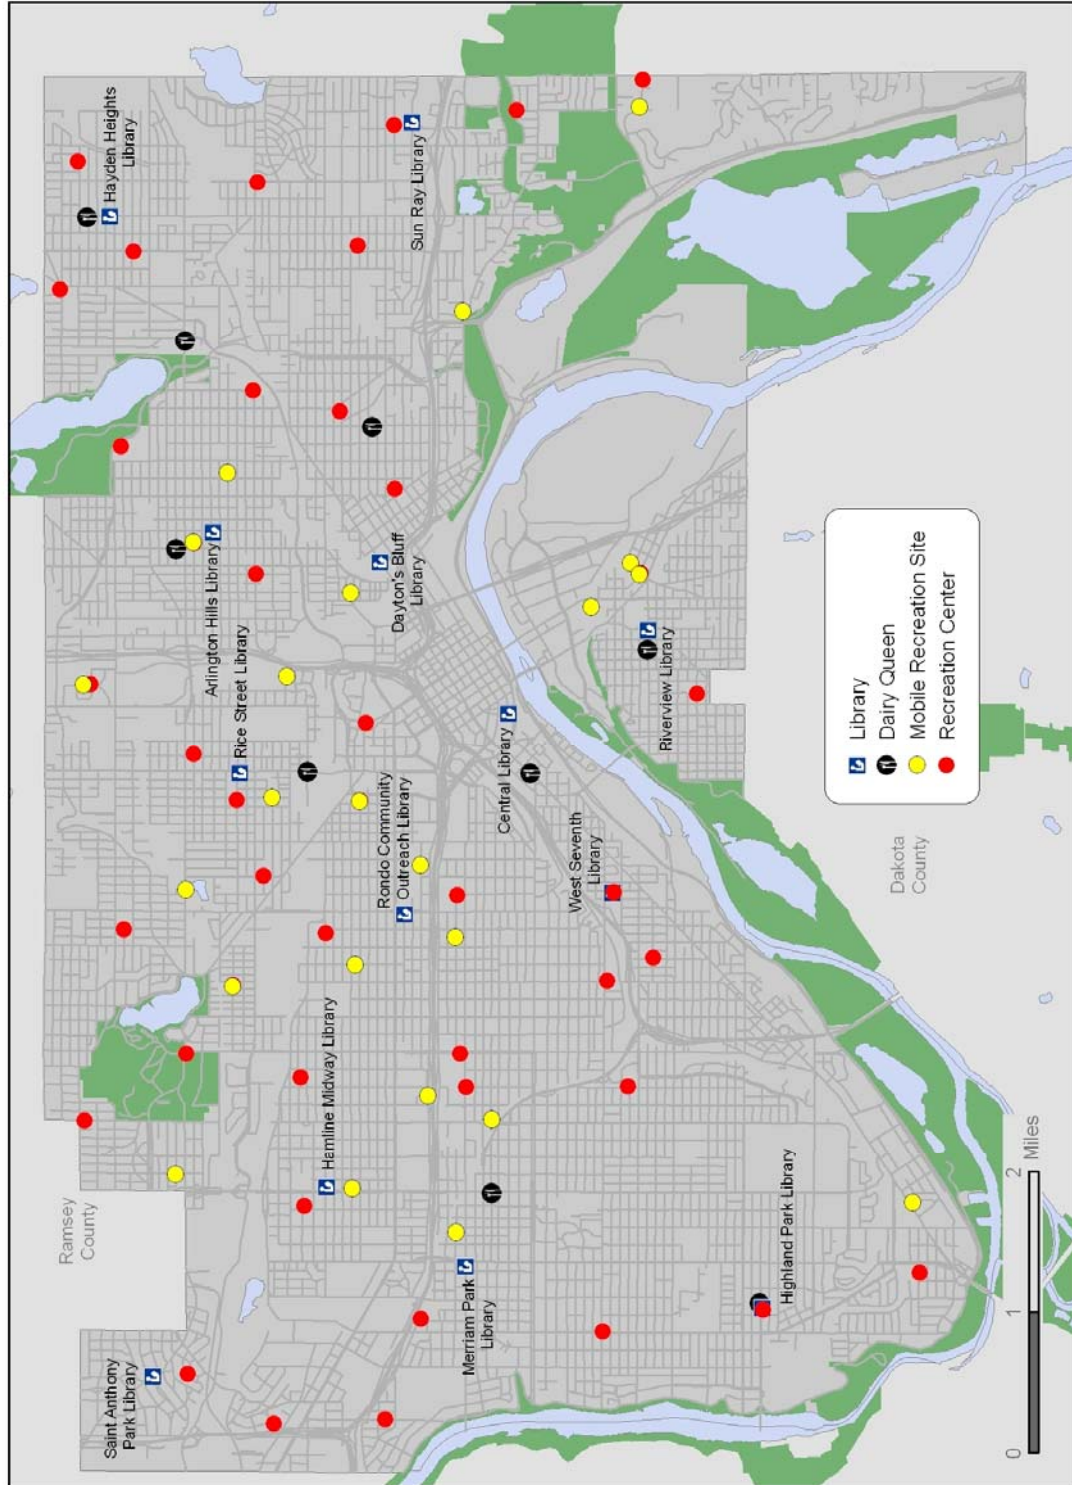 Saint Anthony
Park Library
Ramsey
County
Hamline Midway Library
Merriam Park
Library
Highland Park Library
Rondo Community
Outreach Library
West Seventh
Library
Central Library
Rice Street Library
Arlington Hills Library
Dayton's Bluff
Library
Riverview Library
Sun Ray Library
Hayden Heights
Library
Dakota
County
Library
Dairy Queen
Mobile Recreation Site
Recreation Center
0
1
2
Miles